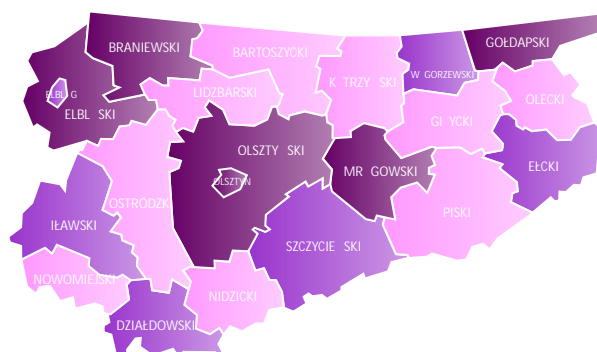 GOŁDAPSKI
BRANIEWSKI
BARTOSZYCKI
W GORZEWSKI
K TRZY SKI
LIDZBARSKI
ELBL G
OLECKI
ELBL SKI
GI YCKI
OLSZTY SKI
EŁCKI
MR GOWSKI
OLSZTYN
OSTRÓDZK
PISKI
IŁAWSKI
SZCZYCIE SKI
NOWOMIEJSKI
NIDZICKI
DZIAŁDOWSKI